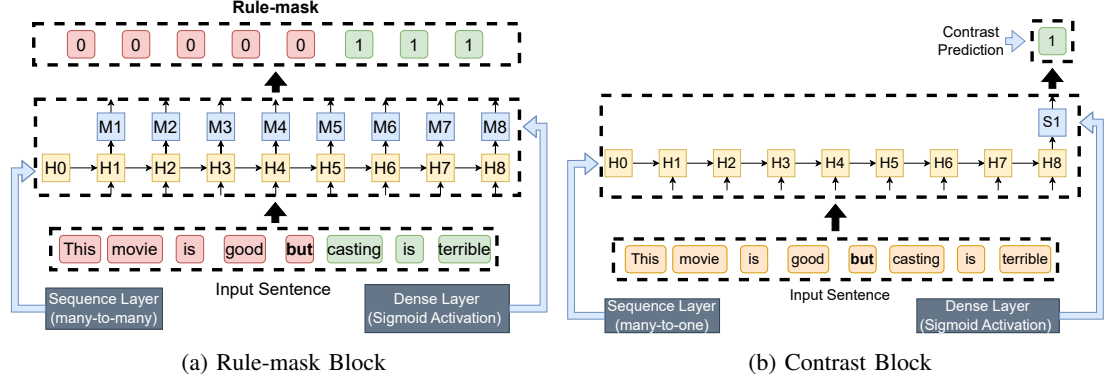 Rule-mask
0 0 0 0 0 1 1 1
M1 M2 M3 M4 M5 M6 M7 M8
H0 H1 H2 H3 H4 H5 H6 H7 H8
This movie is good but casting is terrible
Input Sentence
Sequence Layer
(many-to-many)
Dense Layer
(Sigmoid Activation)
(a) Rule-mask Block
Contrast
Prediction
1
S1
H0 H1 H2 H3 H4 H5 H6 H7 H8
This movie is good but casting is terrible
Input Sentence
Sequence Layer
(many-to-one)
Dense Layer
(Sigmoid Activation)
(b) Contrast Block